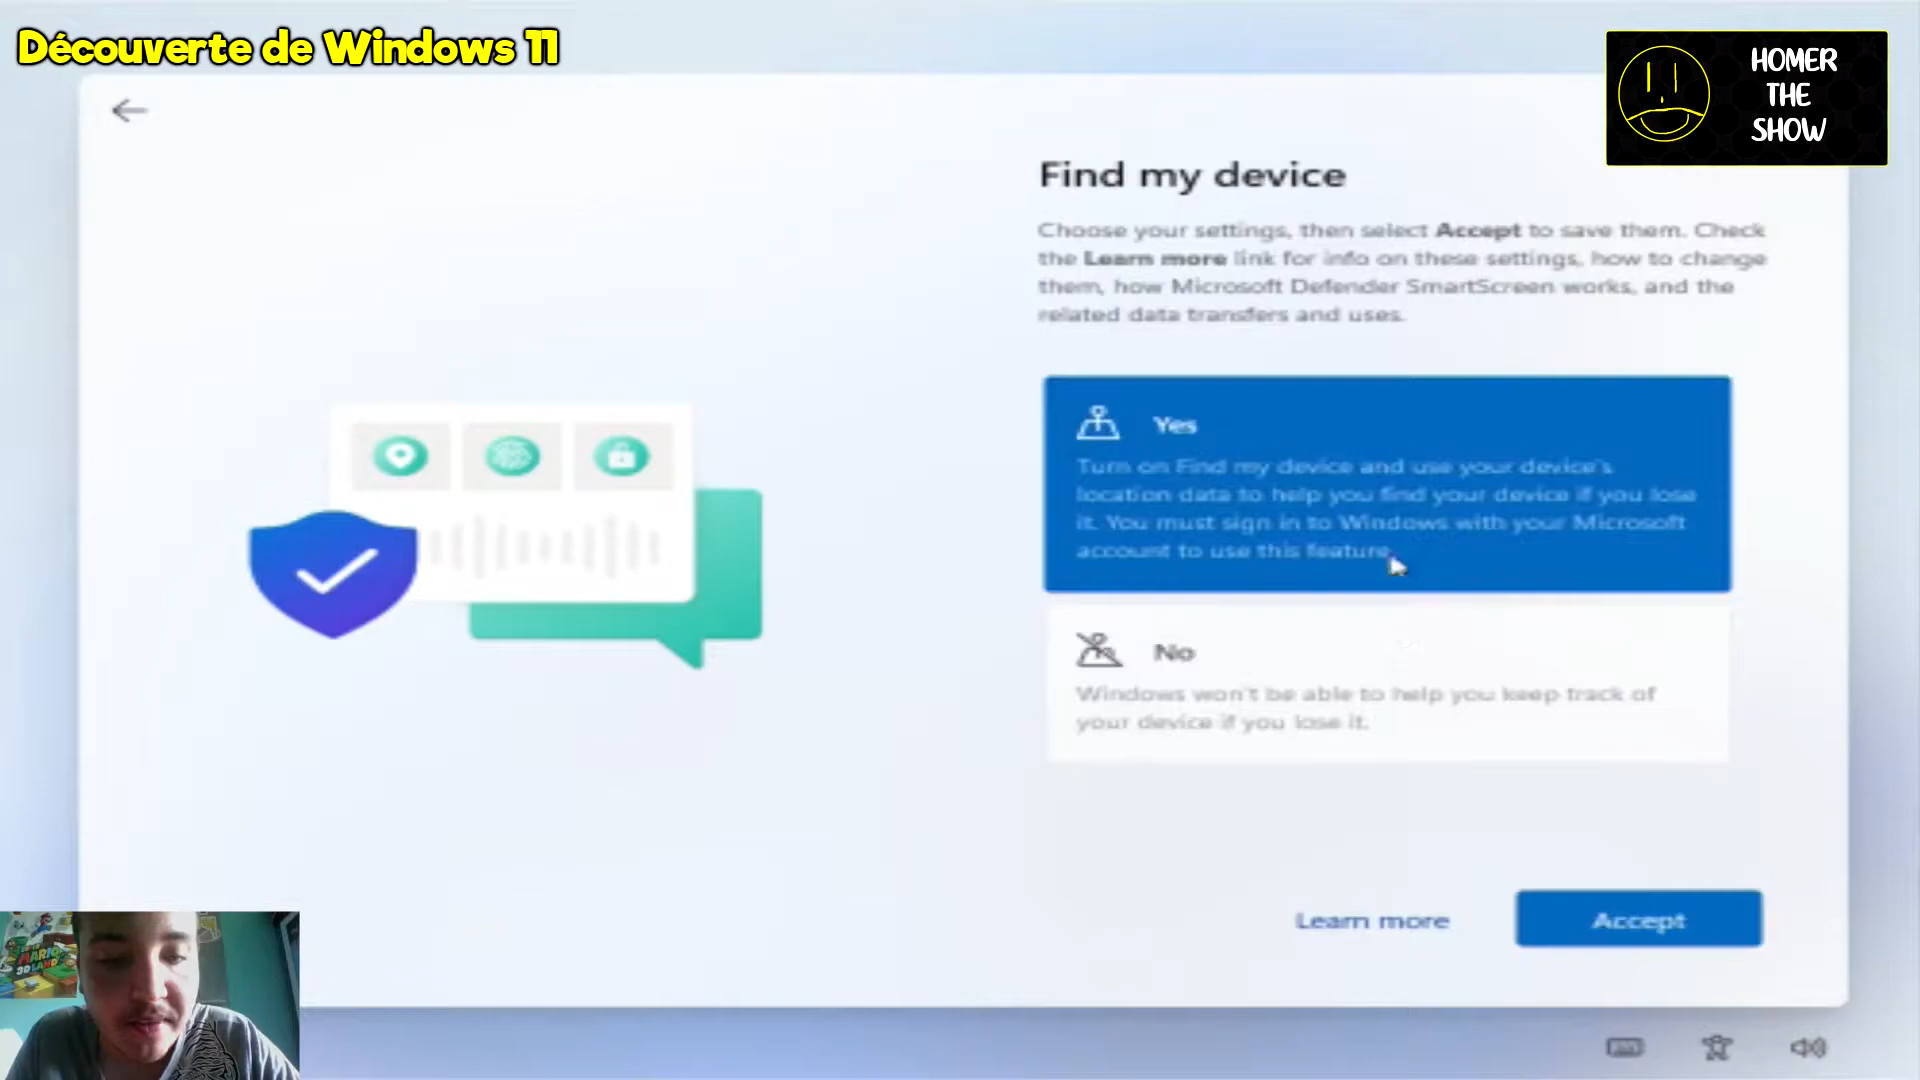 Découverte de Windows 11
HOMER
THE
SHOW
Find my device
Choose your settings, then select Accept to save them. Check
the Learn more link for info on these settings, how to change
them, how Microsoft Defender SmartScreen works, and the
related data transfers and uses.
Yes
Turn on Find my device and use your device's
location data to help you find your device if you lose
it. You must sign in to Windows with your Microsoft
account to use this feature.
No
Windows won't be able to help you keep track of
your device if you lose it.
Learn more
Accept
MARIO
3D LAND